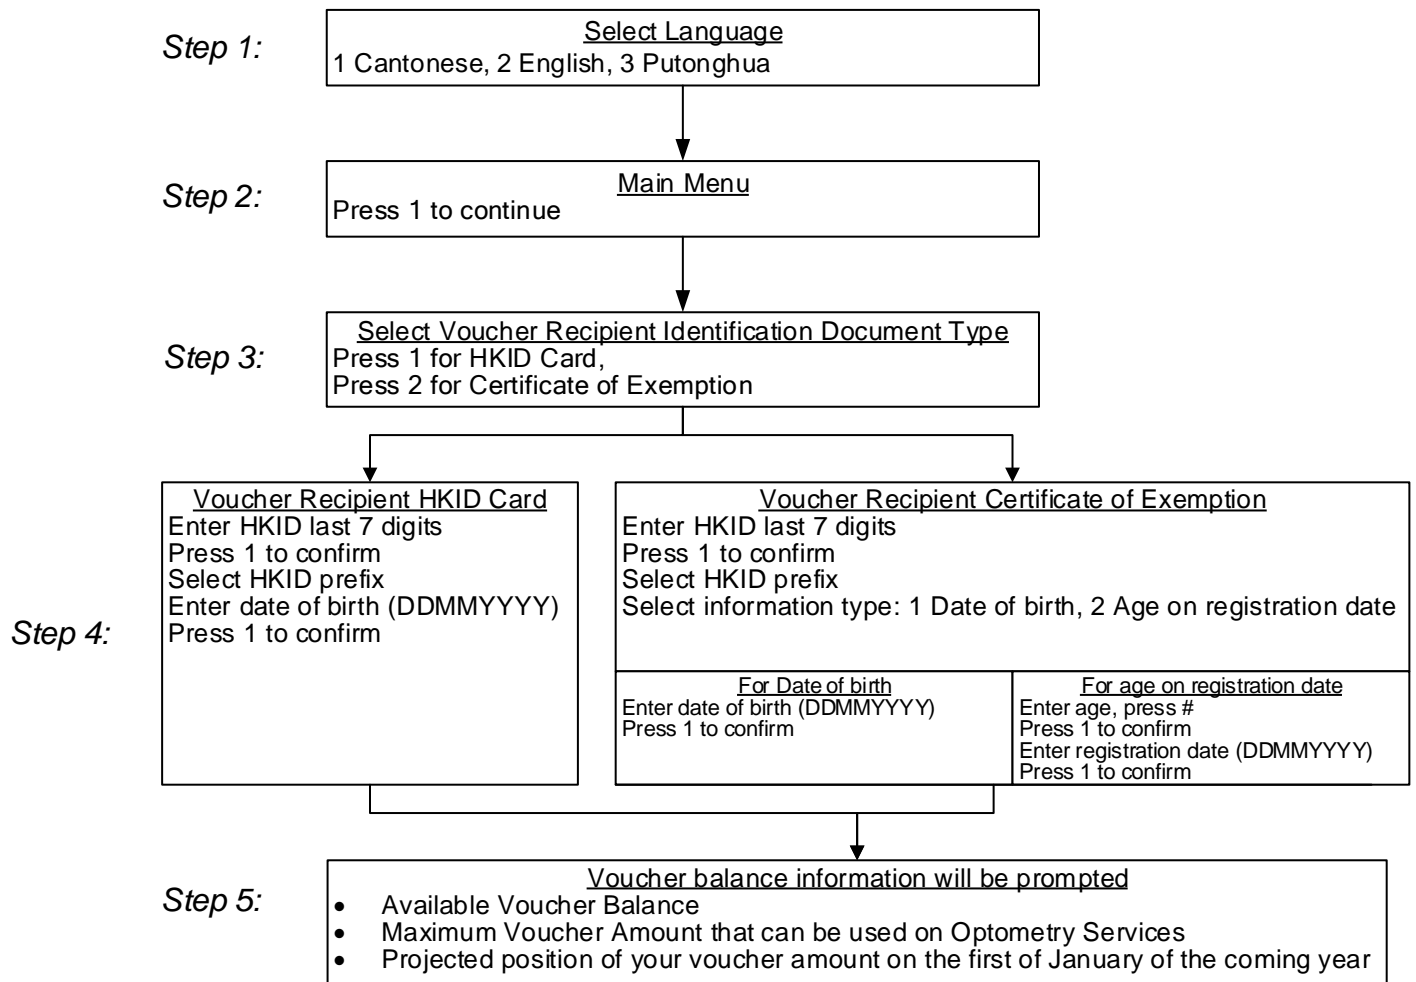 Step 1:
Select Language
1 Cantonese, 2 English, 3 Putonghua
Step 2:
Main Menu
Press 1 to continue
Step 3:
Select Voucher Recipient Identification Document Type
Press 1 for HKID Card,
Press 2 for Certificate of Exemption
Step 4:
Voucher Recipient HKID Card
Enter HKID last 7 digits
Press 1 to confirm
Select HKID prefix
Enter date of birth (DDMMYYYY)
Press 1 to confirm
Voucher Recipient Certificate of Exemption
Enter HKID last 7 digits
Press 1 to confirm
Select HKID prefix
Select information type: 1 Date of birth, 2 Age on registration date
For Date of birth
Enter date of birth (DDMMYYYY)
Press 1 to confirm
For age on registration date
Enter age, press #
Press 1 to confirm
Enter registration date (DDMMYYYY)
Press 1 to confirm
Step 5:
Voucher balance information will be prompted
• Available Voucher Balance
• Maximum Voucher Amount that can be used on Optometry Services
• Projected position of your voucher amount on the first of January of the coming year